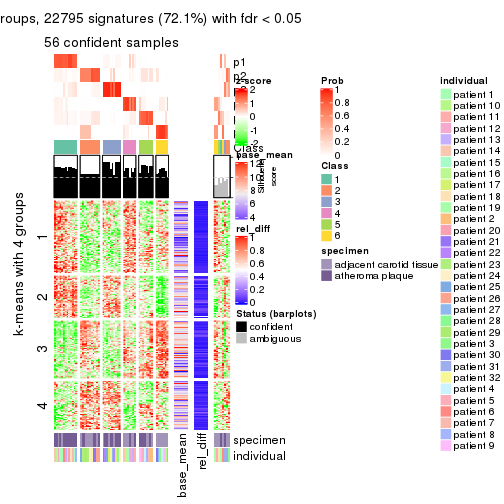 roups, 22795 signatures (72.1%) with fdr < 0.05
56 confident samples
p1
p2
Class
z-score
2
1
0
-1
-2
base_mean
12
10
8
6
4
Silhouette
score
rel_diff
1
0.8
0.6
0.4
0.2
0
Status (barplots)
confident
ambiguous
k-means with 4 groups
1
2
3
4
specimen
individual
base_mean
rel_diff
Prob
1
0.8
0.6
0.4
0.2
0
Class
1
2
3
4
5
6
specimen
adjacent carotid tissue
atheroma plaque
individual
patient 1
patient 10
patient 11
patient 12
patient 13
patient 14
patient 15
patient 16
patient 17
patient 18
patient 19
patient 2
patient 20
patient 21
patient 22
patient 23
patient 24
patient 25
patient 26
patient 27
patient 28
patient 29
patient 3
patient 30
patient 31
patient 32
patient 4
patient 5
patient 6
patient 7
patient 8
patient 9